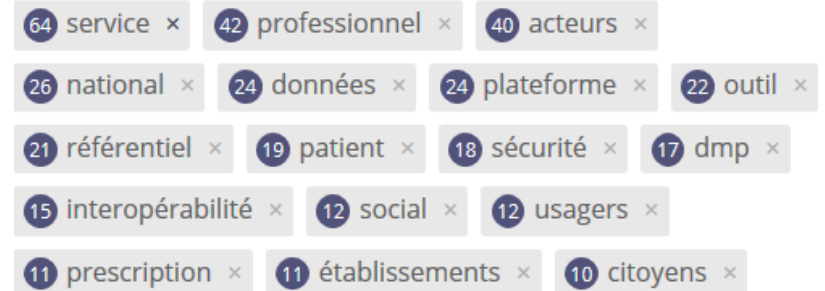 64 service × 42 professionnel × 40 acteurs ×
26 national × 24 données × 24 plateforme × 22 outil ×
21 référentiel × 19 patient × 18 sécurité × 17 dmp ×
15 interopérabilité × 12 social × 12 usagers ×
11 prescription × 11 établissements × 10 citoyens ×